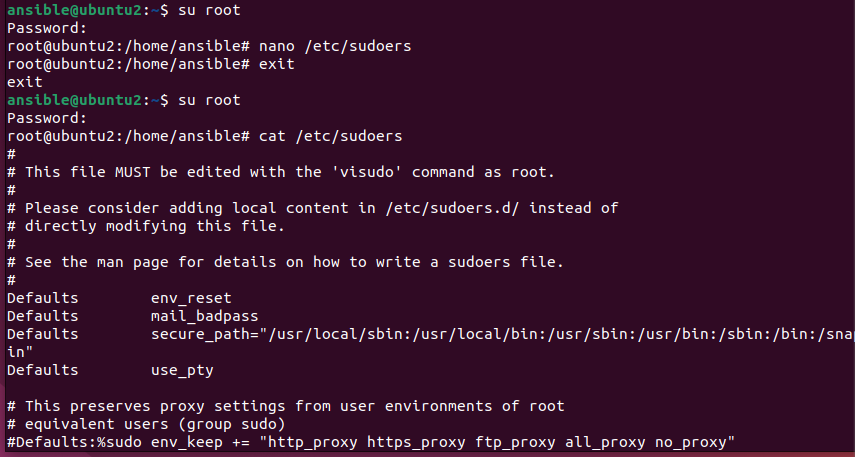 ansible@ubuntu2:~$ su root
Password:
root@ubuntu2:/home/ansible# nano /etc/sudoers
root@ubuntu2:/home/ansible# exit
exit
ansible@ubuntu2:~$ su root
Password:
root@ubuntu2:/home/ansible# cat /etc/sudoers
#
# This file MUST be edited with the 'visudo' command as root.
#
# Please consider adding local content in /etc/sudoers.d/ instead of
# directly modifying this file.
#
# See the man page for details on how to write a sudoers file.
#
Defaults        env_reset
Defaults        mail_badpass
Defaults        secure_path="/usr/local/sbin:/usr/local/bin:/usr/sbin:/usr/bin:/sbin:/bin:/sna
in"
Defaults        use_pty

# This preserves proxy settings from user environments of root
# equivalent users (group sudo)
#Defaults:%sudo env_keep += "http_proxy https_proxy ftp_proxy all_proxy no_proxy"